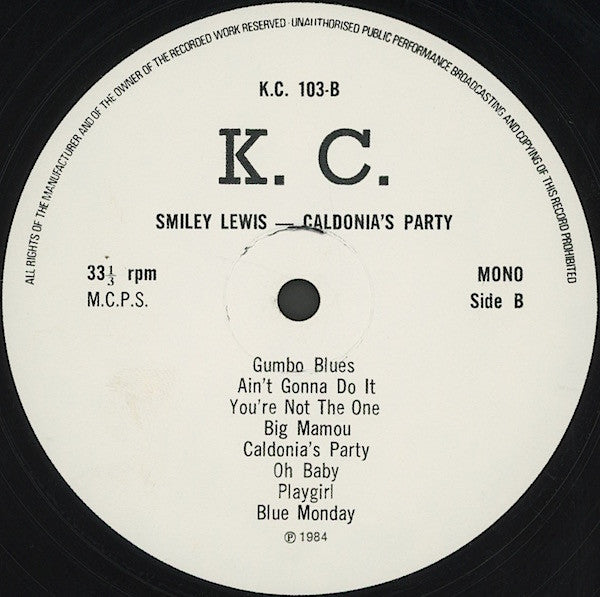 ALL RIGHTS OF THE MANUFACTURER AND OF THE OWNER OF THE RECORDED WORK RESERVED · UNAUTHORISED PUBLIC PERFORMANCE BROADCASTING AND COPYING OF THIS RECORD PROHIBITED
K.C. 103-B
K. C.
SMILEY LEWIS — CALDONIA'S PARTY
33⅓ rpm
M.C.P.S.
MONO
Side B
Gumbo Blues
Ain't Gonna Do It
You're Not The One
Big Mamou
Caldonia's Party
Oh Baby
Playgirl
Blue Monday
℗ 1984